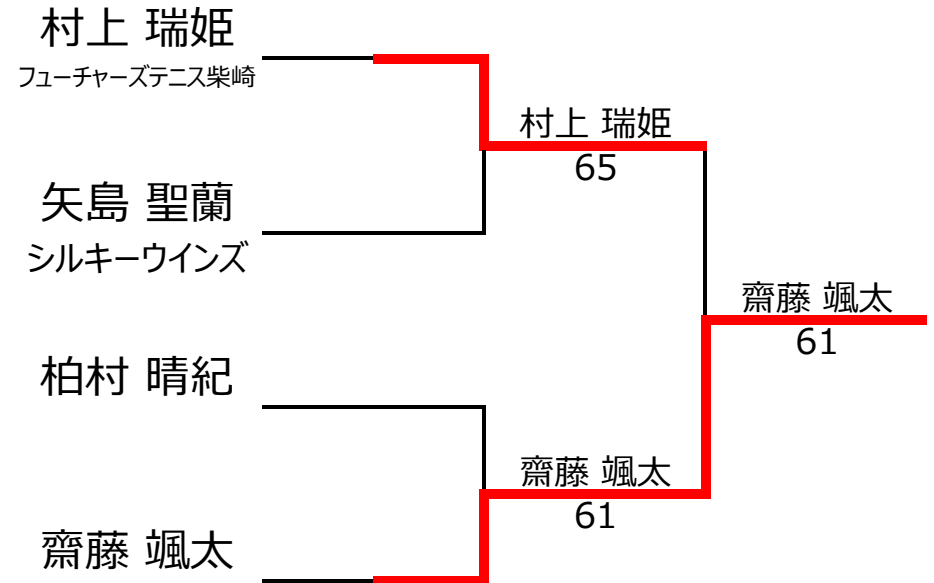 村上 瑞姫
フューチャーズテニス柴崎
矢島 聖蘭
シルキーウインズ
柏村 晴紀
齋藤 颯太
村上 瑞姫
65
齋藤 颯太
61
齋藤 颯太
61